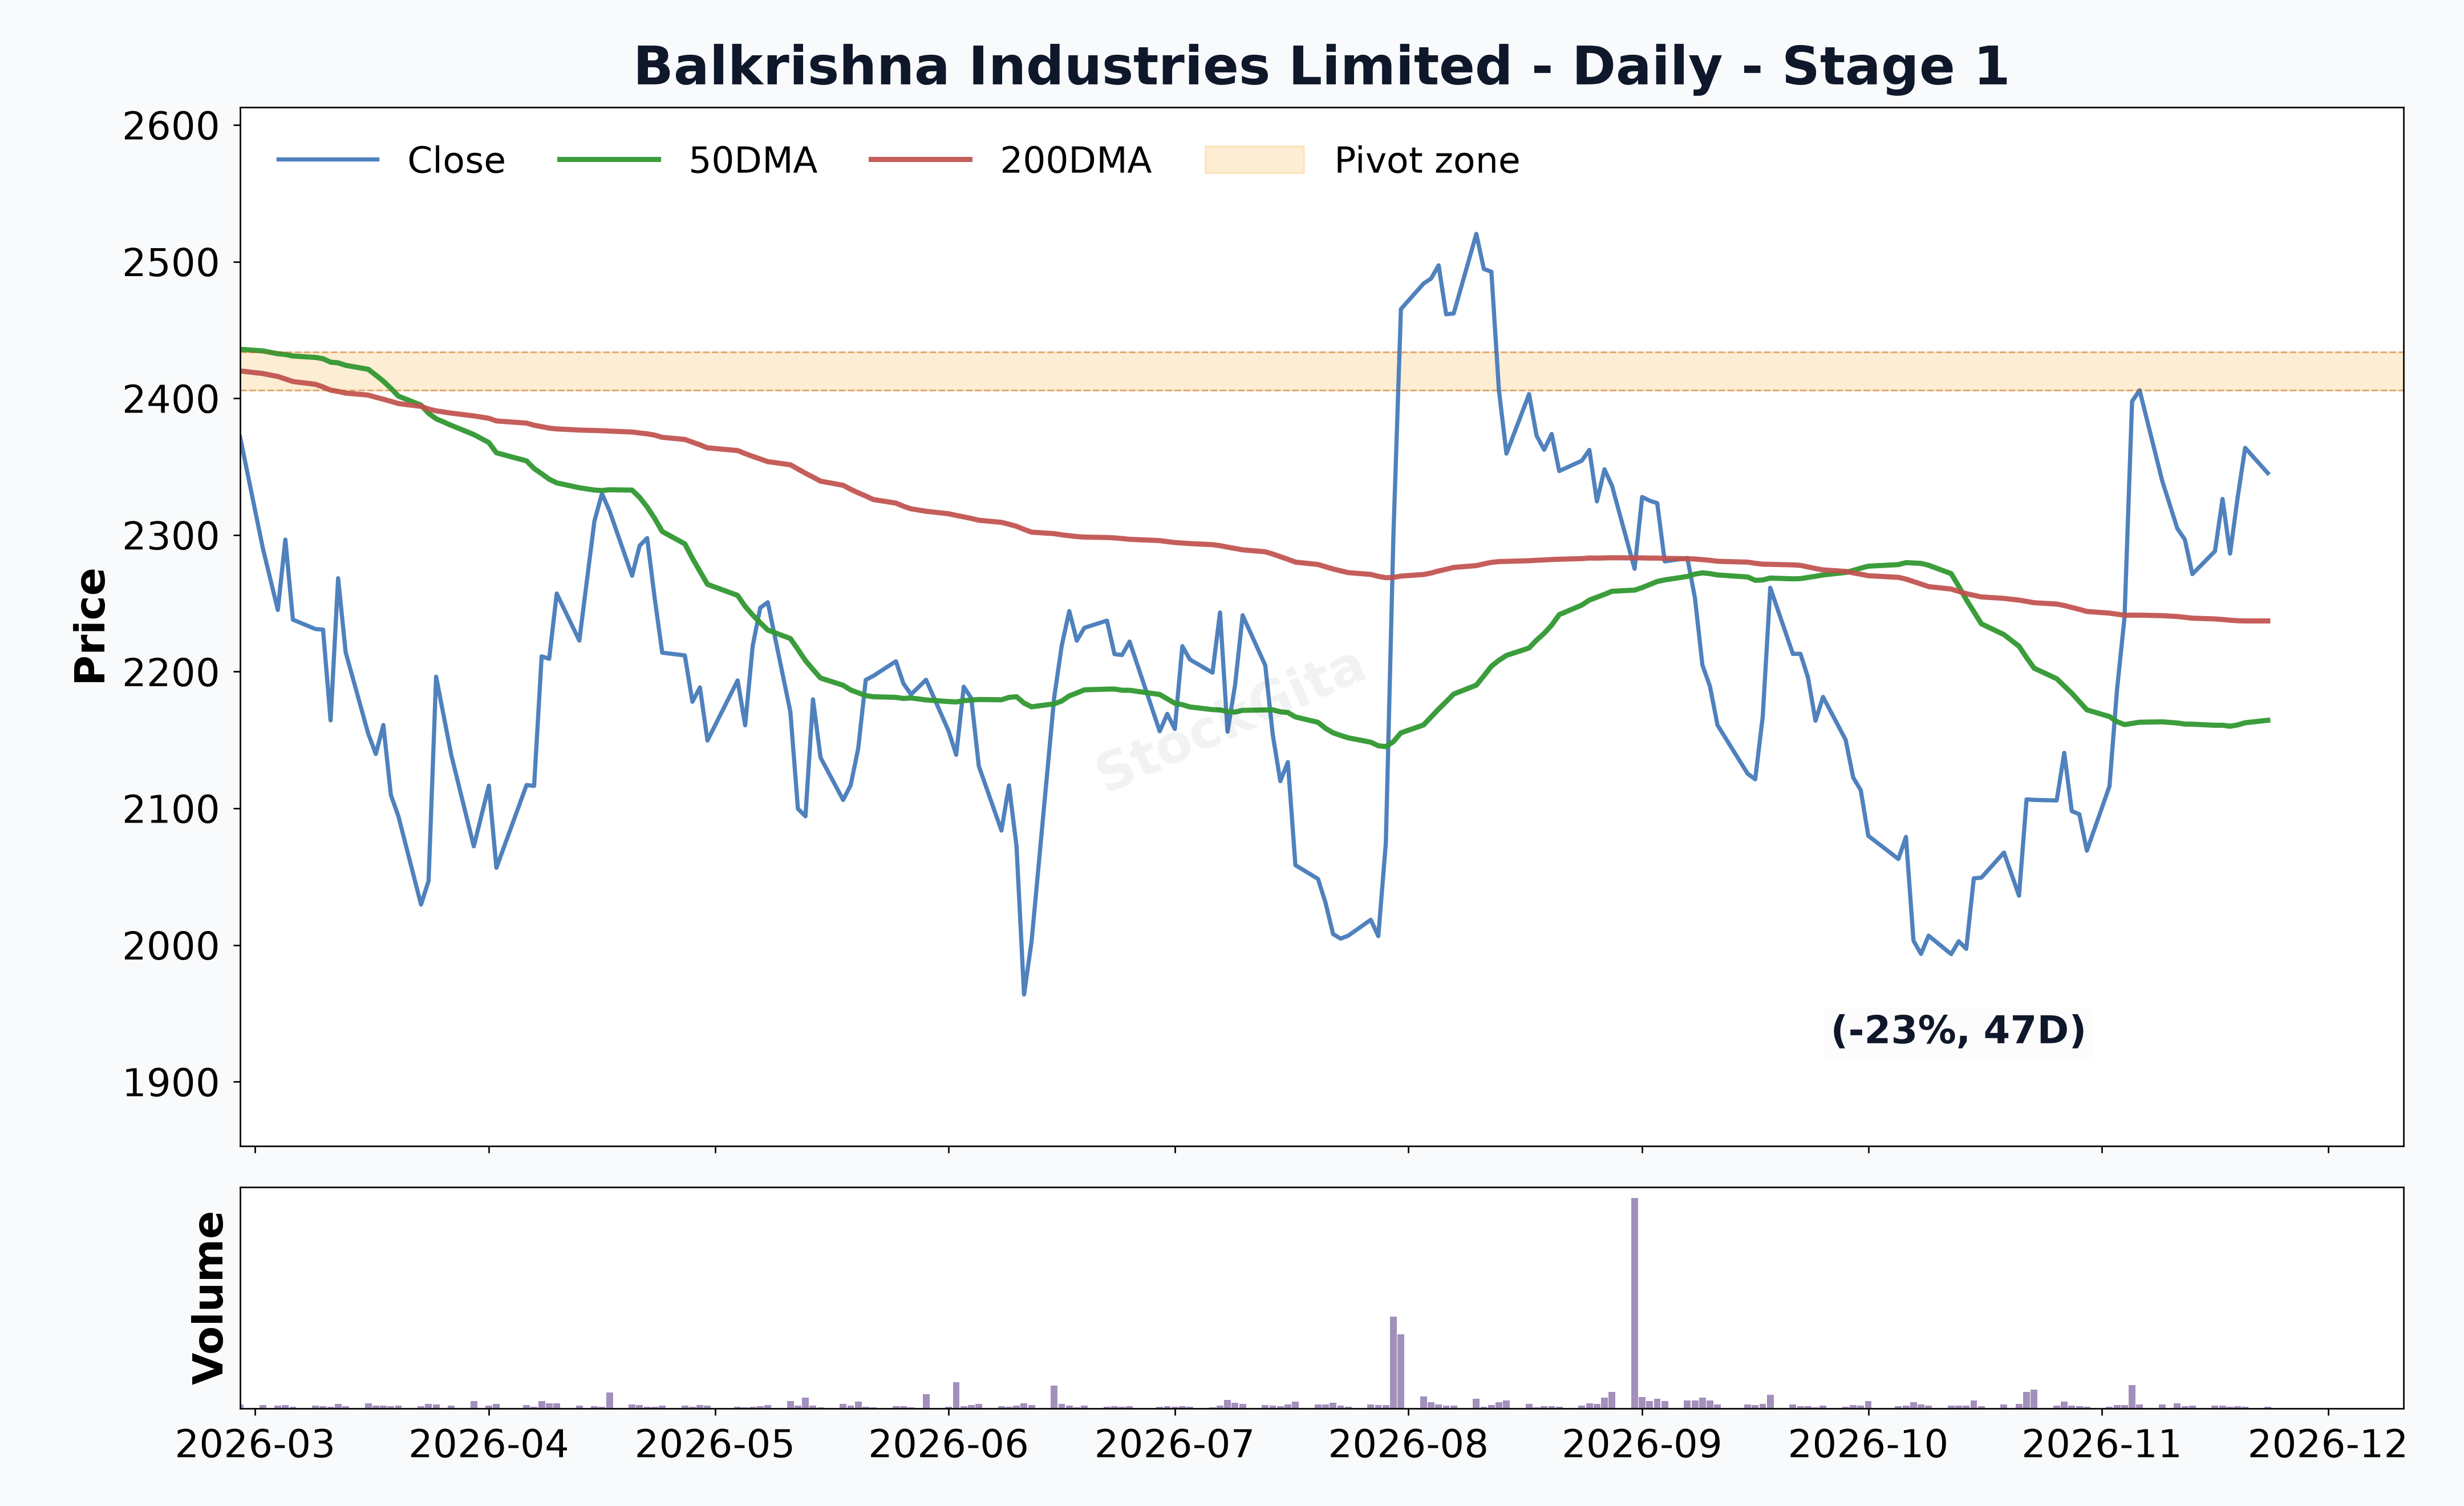 Balkrishna Industries Limited - Daily - Stage 1
Close
50DMA
200DMA
Pivot zone
Price
2600
2500
2400
2300
2200
2100
2000
1900
StockGita
(-23%, 47D)
Volume
2026-03
2026-04
2026-05
2026-06
2026-07
2026-08
2026-09
2026-10
2026-11
2026-12